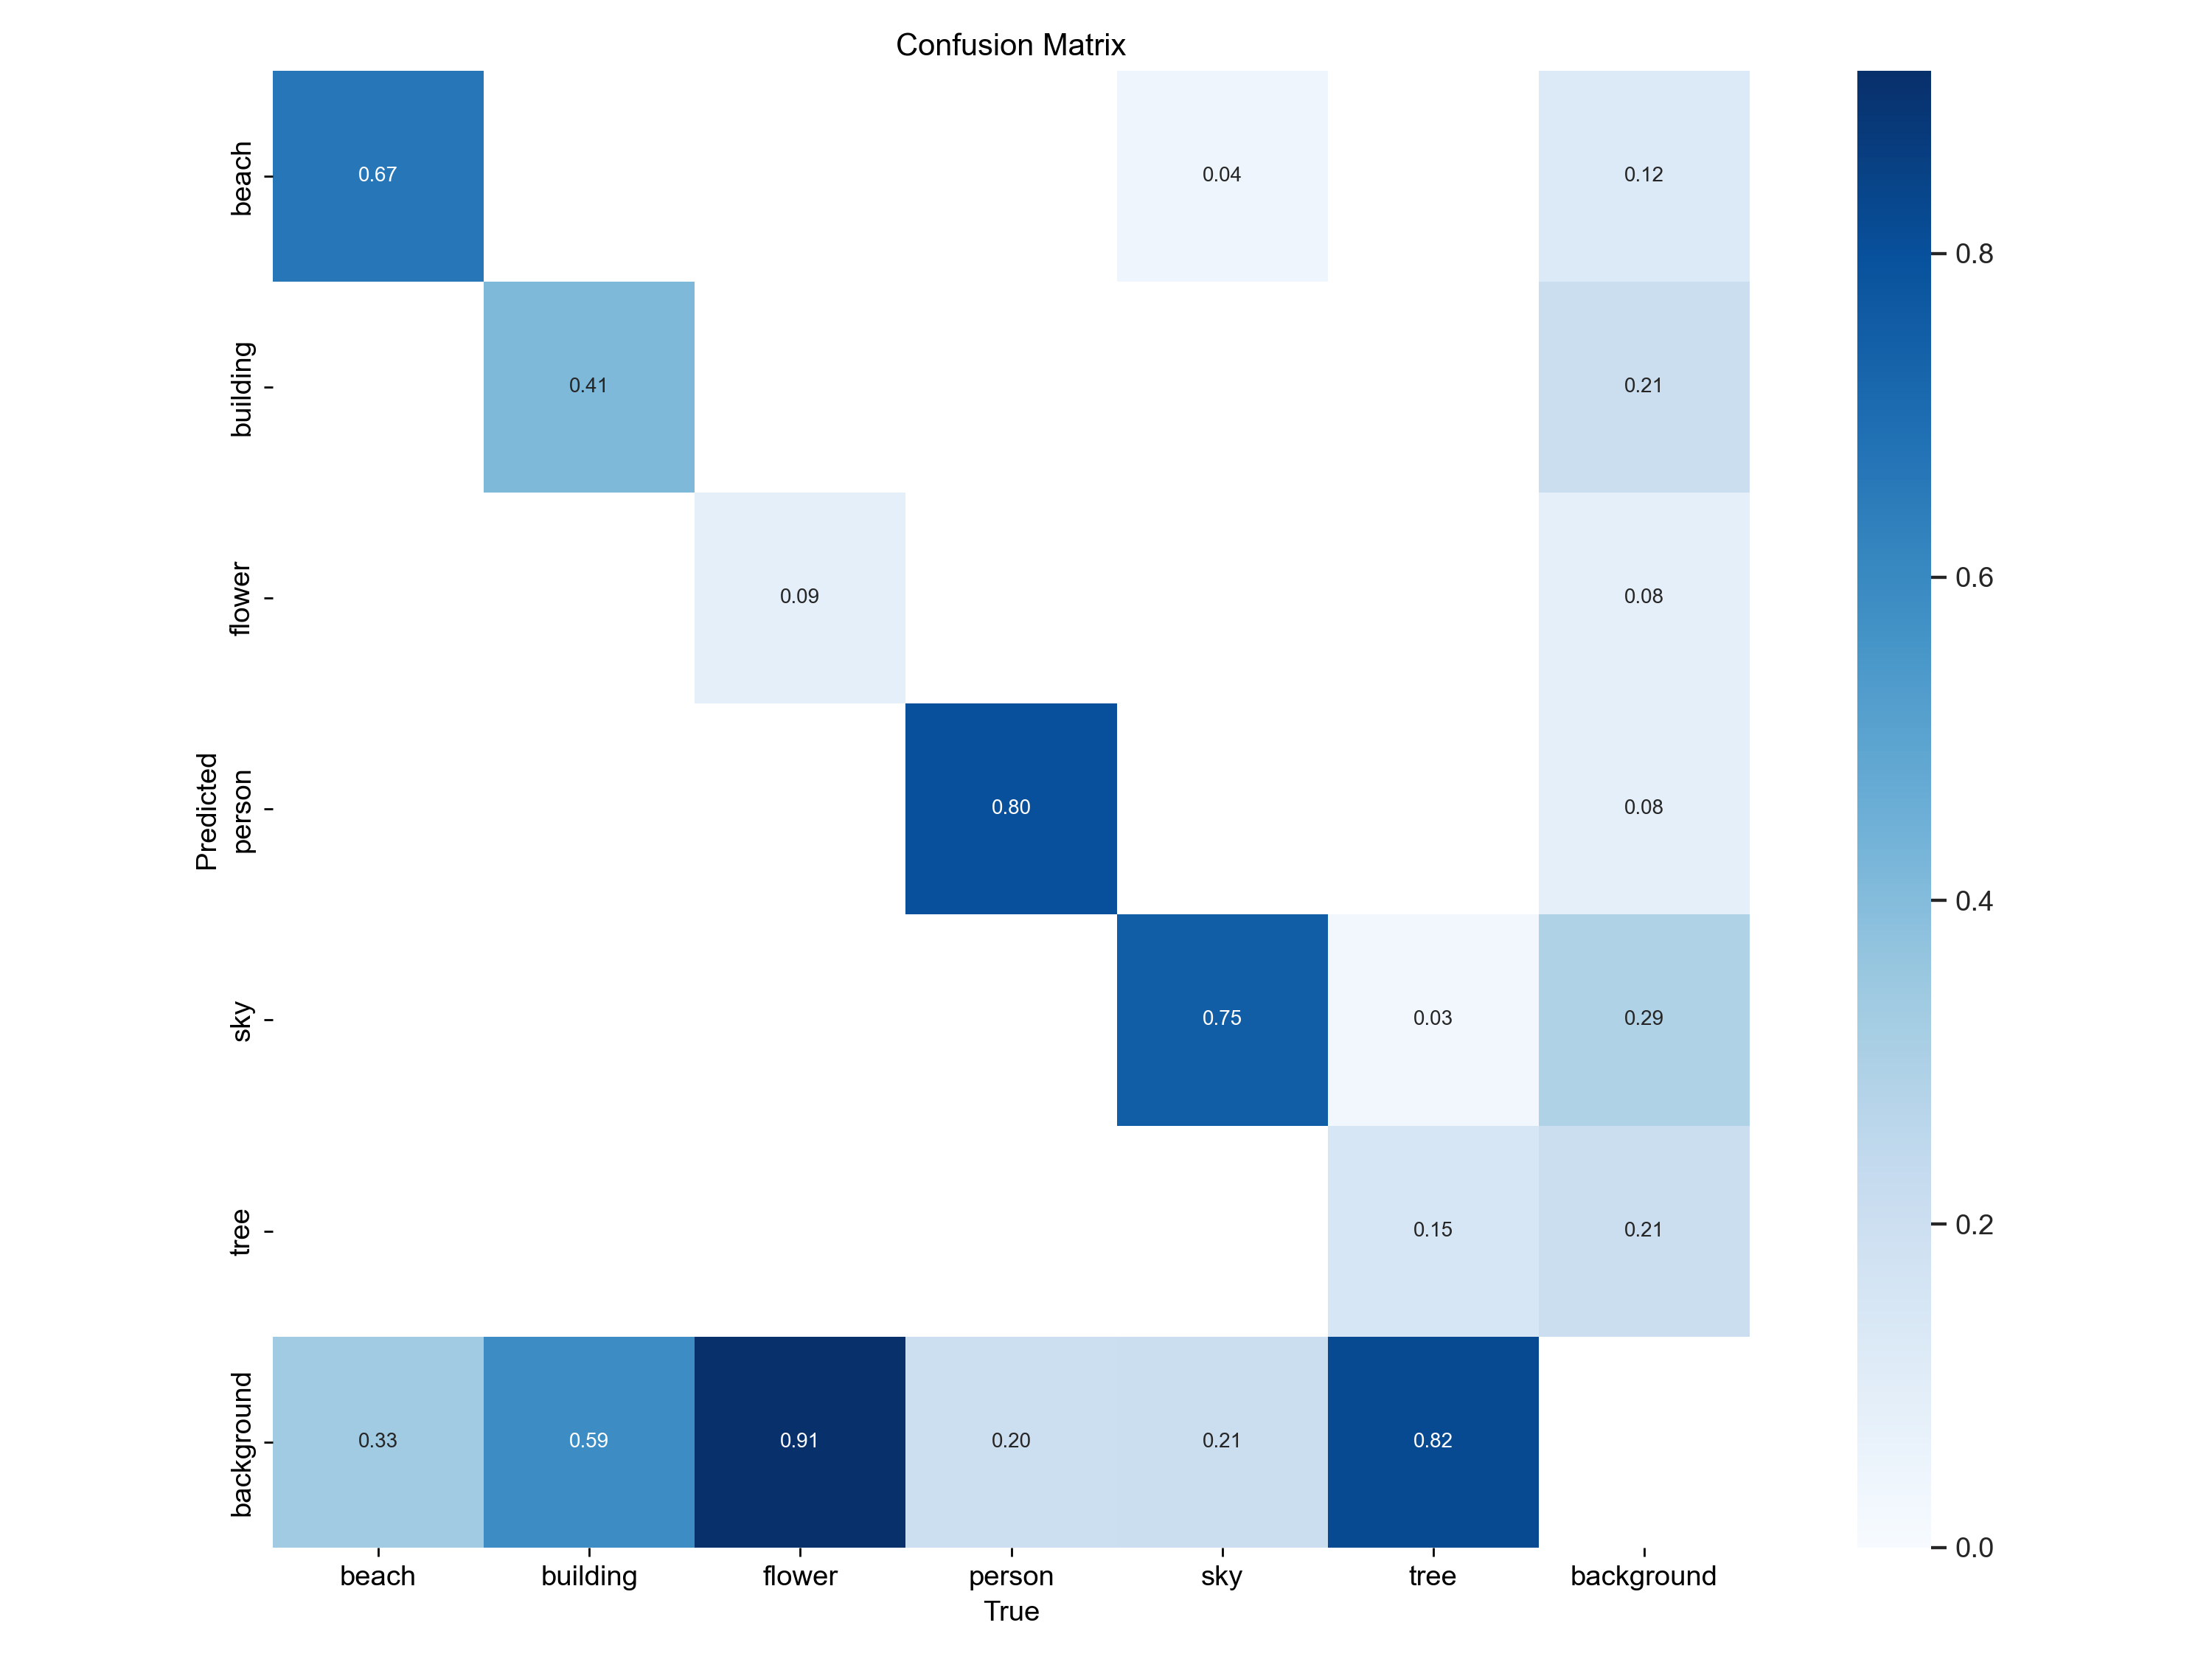 Confusion Matrix
beach
0.67
0.04
0.12
0.8
building
0.41
0.21
flower
0.09
0.08
0.6
Predicted
person
0.80
0.08
0.4
sky
0.75
0.03
0.29
tree
0.15
0.21
0.2
background
0.33
0.59
0.91
0.20
0.21
0.82
0.0
beach
building
flower
person
sky
tree
background
True